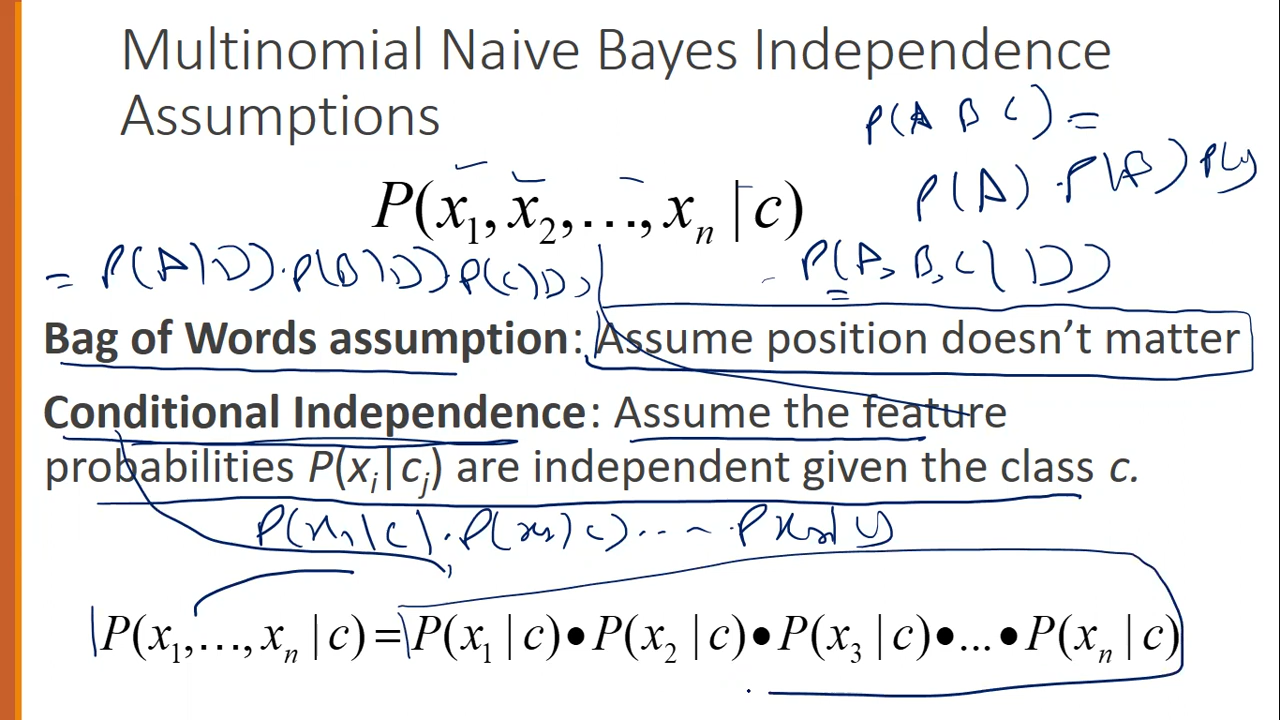 Multinomial Naive Bayes Independence
Assumptions
P(A B C) =
P(A) . P(B) P(c)
P(x₁, x₂, …, xₙ | c)
= P(A|D) . P(B|D) P(C|D)
P(A, B, C | D)
Bag of Words assumption: Assume position doesn’t matter
Conditional Independence: Assume the feature
probabilities P(xᵢ|cⱼ) are independent given the class c.
P(x₁|c) . P(x₂|c) ... P xₙ|
P(x₁, …, xₙ | c) = P(x₁ | c) • P(x₂ | c) • P(x₃ | c) • ... • P(xₙ | c)